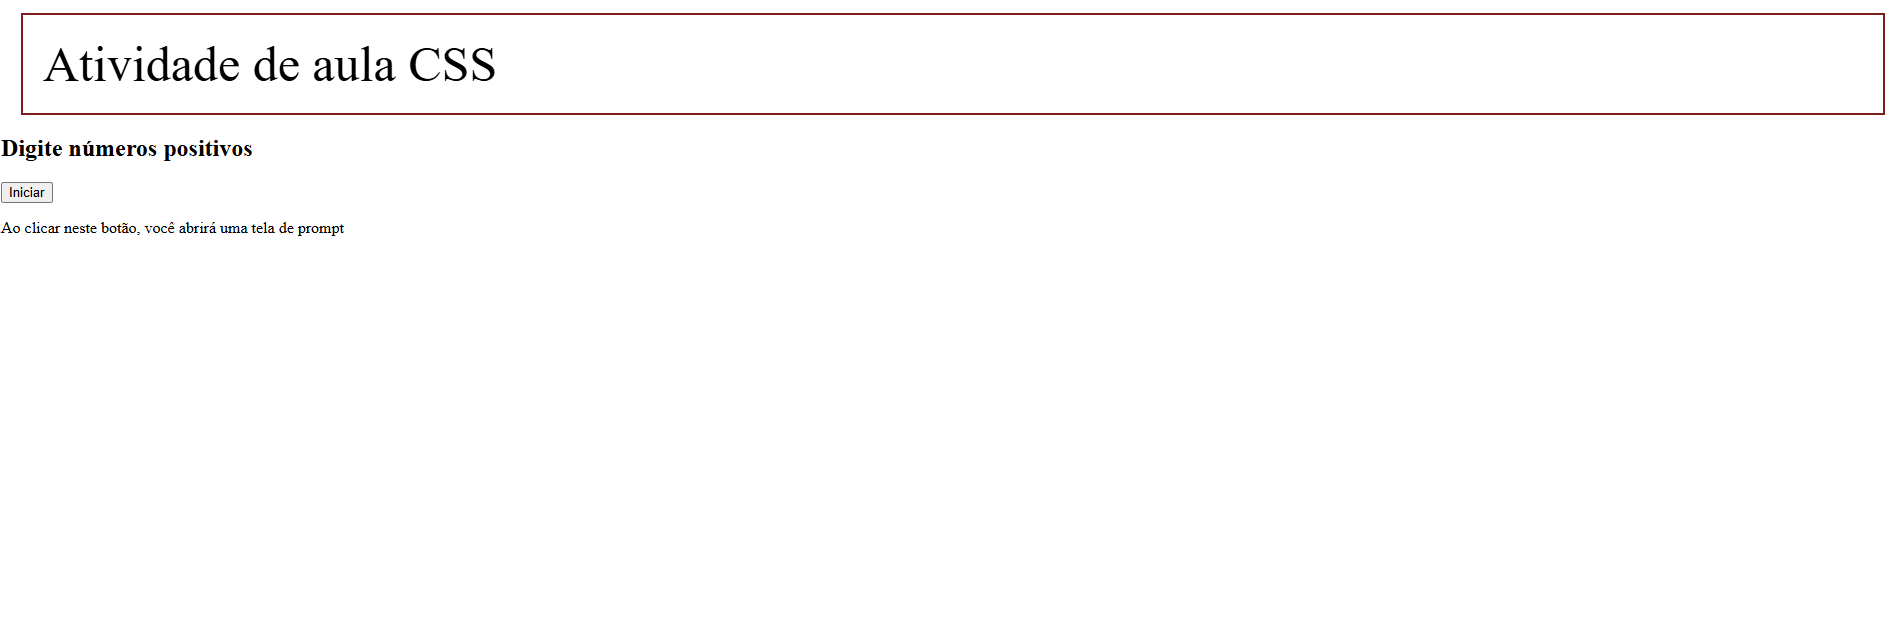 Atividade de aula CSS
Digite números positivos
Iniciar
Ao clicar neste botão, você abrirá uma tela de prompt